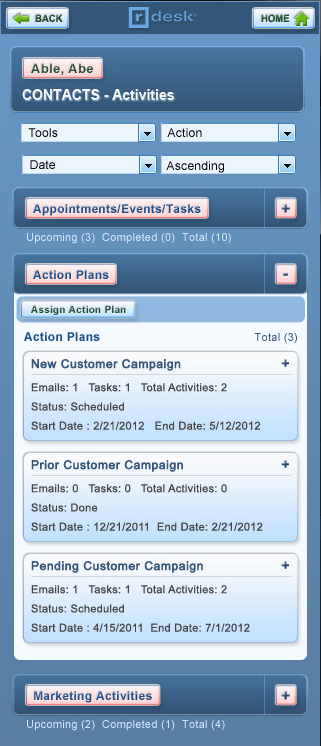 BACK
rdesk®
HOME
Able, Abe
CONTACTS - Activities
Tools
Action
Date
Ascending
Appointments/Events/Tasks
+
Upcoming (3) Completed (0) Total (10)
Action Plans
-
Assign Action Plan
Action Plans
Total (3)
New Customer Campaign
+
Emails: 1 Tasks: 1 Total Activities: 2
Status: Scheduled
Start Date : 2/21/2012 End Date: 5/12/2012
Prior Customer Campaign
+
Emails: 0 Tasks: 0 Total Activities: 0
Status: Done
Start Date : 12/21/2011 End Date: 2/21/2012
Pending Customer Campaign
+
Emails: 1 Tasks: 1 Total Activities: 2
Status: Scheduled
Start Date : 4/15/2011 End Date: 7/1/2012
Marketing Activities
+
Upcoming (2) Completed (1) Total (4)